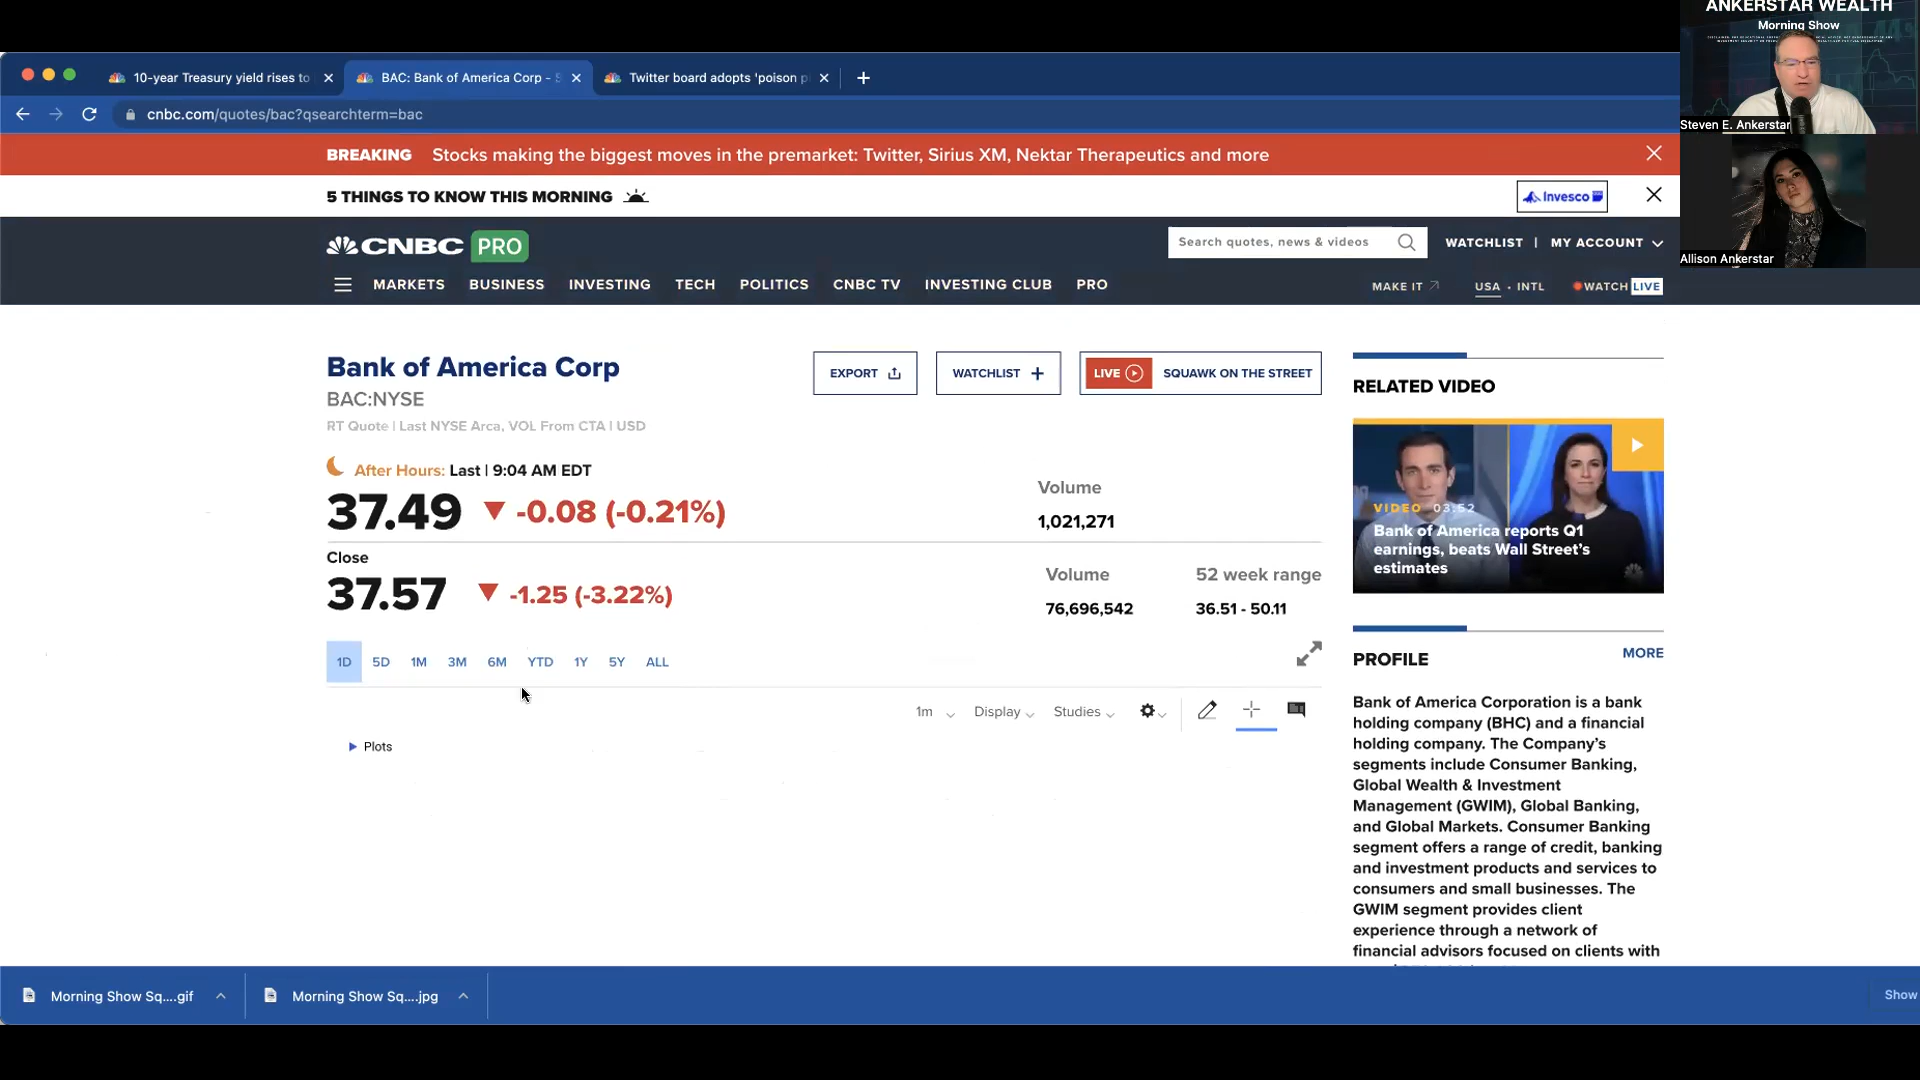 ANKERSTAR WEALTH
Morning Show
Steven E. Ankerstar
Allison Ankerstar
10-year Treasury yield rises to
BAC: Bank of America Corp - S
Twitter board adopts 'poison p
cnbc.com/quotes/bac?qsearchterm=bac
BREAKING Stocks making the biggest moves in the premarket: Twitter, Sirius XM, Nektar Therapeutics and more
5 THINGS TO KNOW THIS MORNING
Invesco
CNBC PRO
Search quotes, news & videos
WATCHLIST | MY ACCOUNT
MARKETS BUSINESS INVESTING TECH POLITICS CNBC TV INVESTING CLUB PRO
MAKE IT USA • INTL WATCH LIVE
Bank of America Corp
BAC:NYSE
RT Quote | Last NYSE Arca, VOL From CTA | USD
EXPORT
WATCHLIST +
LIVE SQUAWK ON THE STREET
After Hours: Last | 9:04 AM EDT
37.49 ▼ -0.08 (-0.21%)
Volume
1,021,271
Close
37.57 ▼ -1.25 (-3.22%)
Volume
76,696,542
52 week range
36.51 - 50.11
1D 5D 1M 3M 6M YTD 1Y 5Y ALL
1m Display Studies
Plots
RELATED VIDEO
VIDEO 03:52
Bank of America reports Q1
earnings, beats Wall Street's
estimates
PROFILE
MORE
Bank of America Corporation is a bank
holding company (BHC) and a financial
holding company. The Company's
segments include Consumer Banking,
Global Wealth & Investment
Management (GWIM), Global Banking,
and Global Markets. Consumer Banking
segment offers a range of credit, banking
and investment products and services to
consumers and small businesses. The
GWIM segment provides client
experience through a network of
financial advisors focused on clients with
Morning Show Sq....gif
Morning Show Sq....jpg
Show